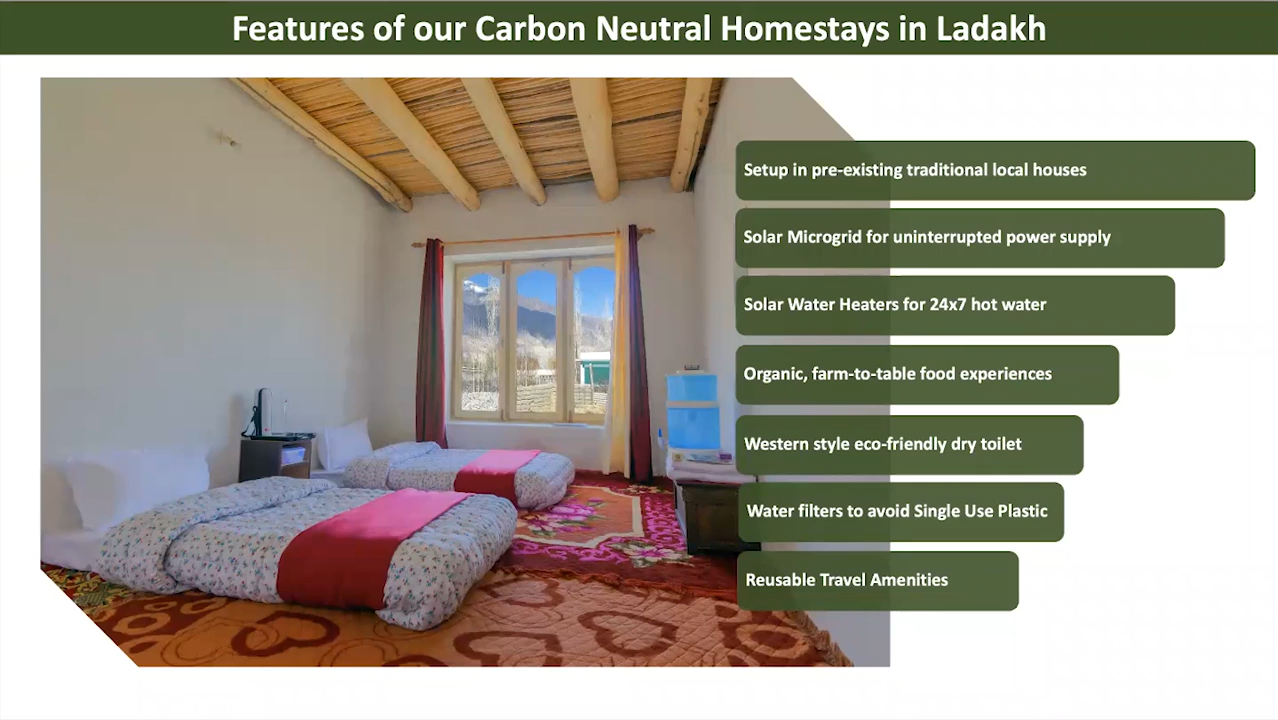 Features of our Carbon Neutral Homestays in Ladakh
Setup in pre-existing traditional local houses
Solar Microgrid for uninterrupted power supply
Solar Water Heaters for 24x7 hot water
Organic, farm-to-table food experiences
Western style eco-friendly dry toilet
Water filters to avoid Single Use Plastic
Reusable Travel Amenities